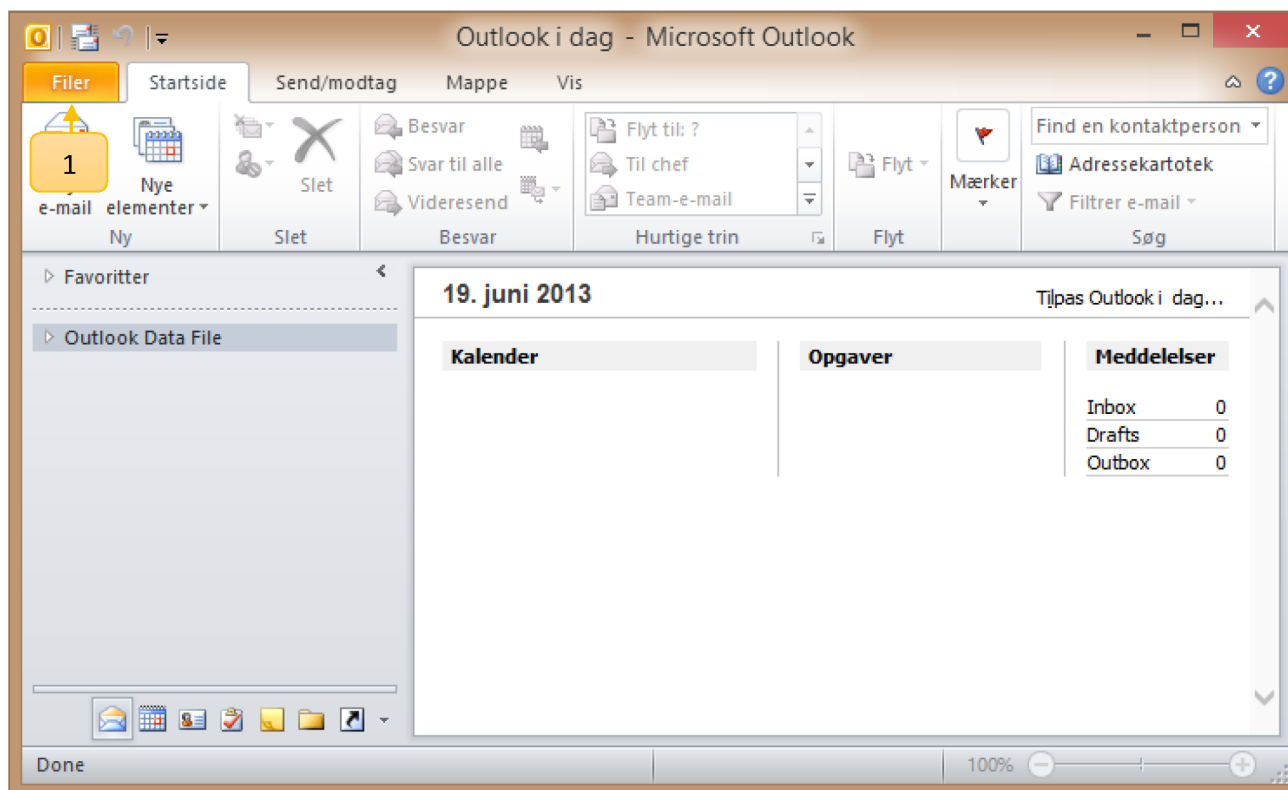 Outlook i dag - Microsoft Outlook
Filer Startside Send/modtag Mappe Vis
1
e-mail
Nye
elementer
Ny
Slet
Slet
Besvar
Svar til alle
Videresend
Besvar
Flyt til: ?
Til chef
Team-e-mail
Hurtige trin
Flyt
Flyt
Mærker
Find en kontaktperson
Adressekartotek
Filtrer e-mail
Søg
Favoritter
Outlook Data File
19. juni 2013
Tilpas Outlook i dag...
Kalender
Opgaver
Meddelelser
Inbox 0
Drafts 0
Outbox 0
Done
100%